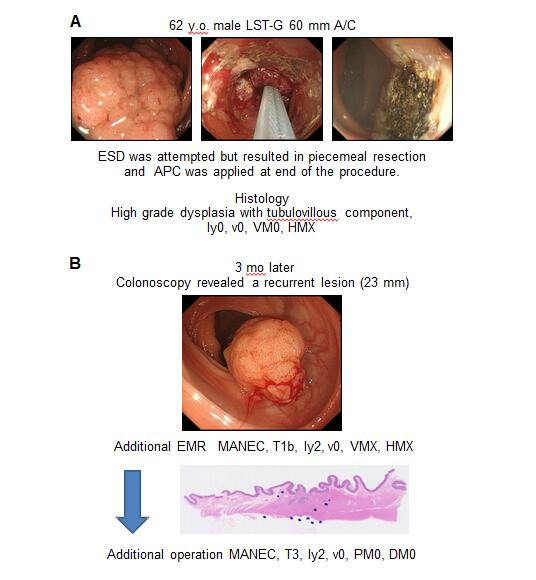 A
62 y.o. male LST-G 60 mm A/C
ESD was attempted but resulted in piecemeal resection
and APC was applied at end of the procedure.
Histology
High grade dysplasia with tubulovillous component,
ly0, v0, VM0, HMX
B
3 mo later
Colonoscopy revealed a recurrent lesion (23 mm)
Additional EMR MANEC, T1b, ly2, v0, VMX, HMX
Additional operation MANEC, T3, ly2, v0, PM0, DM0